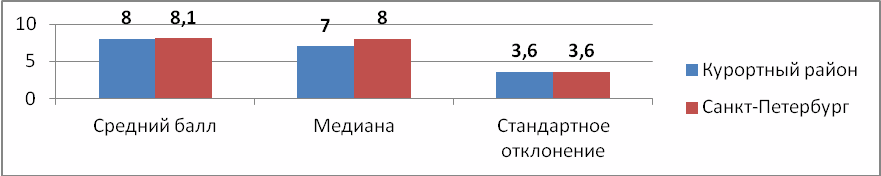 10
5
0
8
8,1
7
8
3,6
3,6
Средний балл
Медиана
Стандартное
отклонение
Курортный район
Санкт-Петербург